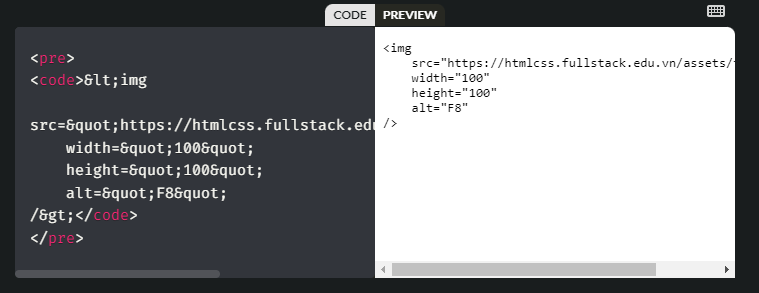 CODE PREVIEW
<pre>
<code>&lt;img
src=&quot;https://htmlcss.fullstack.edu
    width=&quot;100&quot;
    height=&quot;100&quot;
    alt=&quot;F8&quot;
/&gt;</code>
</pre>
<img
    src="https://htmlcss.fullstack.edu.vn/assets/
    width="100"
    height="100"
    alt="F8"
/>